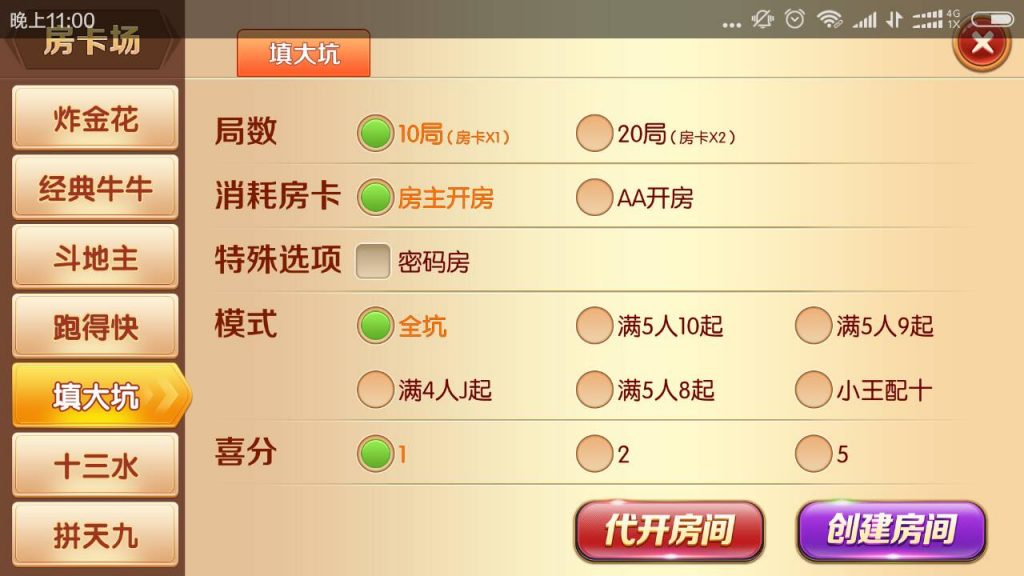 晚上11:00
4G
1X
房卡场
填大坑
炸金花
经典牛牛
斗地主
跑得快
填大坑
十三水
拼天九
局数 10局(房卡X1) 20局(房卡X2)
消耗房卡 房主开房 AA开房
特殊选项 密码房
模式 全坑 满5人10起 满5人9起
满4人J起 满5人8起 小王配十
喜分 1 2 5
代开房间 创建房间